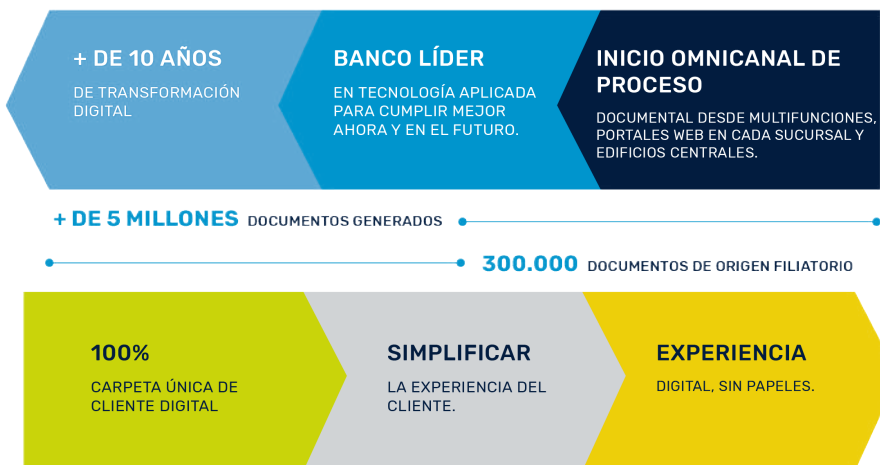 + DE 10 AÑOS
DE TRANSFORMACIÓN
DIGITAL
BANCO LÍDER
EN TECNOLOGÍA APLICADA
PARA CUMPLIR MEJOR
AHORA Y EN EL FUTURO.
INICIO OMNICANAL DE
PROCESO
DOCUMENTAL DESDE MULTIFUNCIONES,
PORTALES WEB EN CADA SUCURSAL Y
EDIFICIOS CENTRALES.
+ DE 5 MILLONES DOCUMENTOS GENERADOS
300.000 DOCUMENTOS DE ORIGEN FILIATORIO
100%
CARPETA ÚNICA DE
CLIENTE DIGITAL
SIMPLIFICAR
LA EXPERIENCIA DEL
CLIENTE.
EXPERIENCIA
DIGITAL, SIN PAPELES.